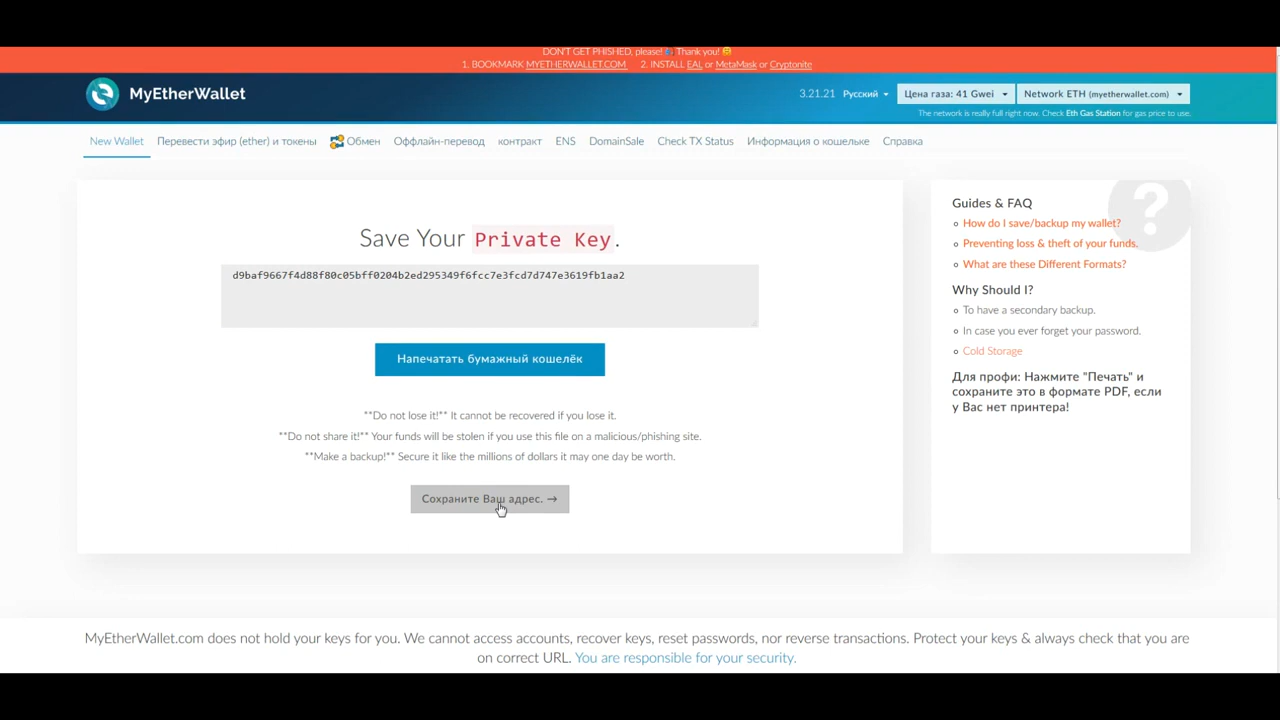 DON'T GET PHISHED, please! Thank you!
1. BOOKMARK MYETHERWALLET.COM 2. INSTALL EAL or MetaMask or Cryptonite
MyEtherWallet
3.21.21 Русский Цена газа: 41 Gwei Network ETH (myetherwallet.com)
The network is really full right now. Check Eth Gas Station for gas price to use.
New Wallet Перевести эфир (ether) и токены Обмен Оффлайн-перевод контракт ENS DomainSale Check TX Status Информация о кошельке Справка
Save Your Private Key.
d9baf9667f4d88f80c05bff0204b2ed295349f6fcc7e3fcd7d747e3619fb1aa2
Напечатать бумажный кошелёк
**Do not lose it!** It cannot be recovered if you lose it.
**Do not share it!** Your funds will be stolen if you use this file on a malicious/phishing site.
**Make a backup!** Secure it like the millions of dollars it may one day be worth.
Сохраните Ваш адрес. →
?
Guides & FAQ
How do I save/backup my wallet?
Preventing loss & theft of your funds.
What are these Different Formats?
Why Should I?
To have a secondary backup.
In case you ever forget your password.
Cold Storage
Для профи: Нажмите "Печать" и
сохраните это в формате PDF, если
у Вас нет принтера!
MyEtherWallet.com does not hold your keys for you. We cannot access accounts, recover keys, reset passwords, nor reverse transactions. Protect your keys & always check that you are
on correct URL. You are responsible for your security.